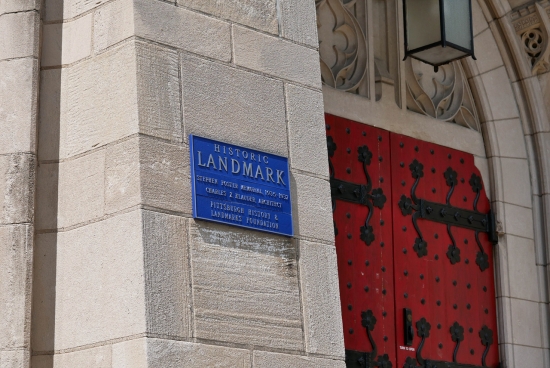 HISTORIC
LANDMARK
STEPHEN FOSTER MEMORIAL
CHARLES Z KLAUDER ARCHITECT
PITTSBURGH HISTORY &
LANDMARKS FOUNDATION